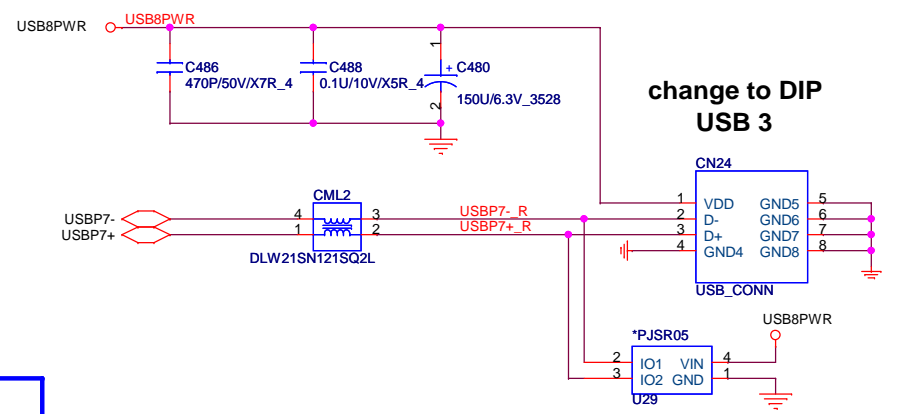 USB8PWR
USB8PWR
C486
470P/50V/X7R_4
C488
0.1U/10V/X5R_4
1
+ C480
2
150U/6.3V_3528
change to DIP
USB 3
CN24
1 VDD GND5 5
2 D- GND6 6
3 D+ GND7 7
4 GND4 GND8 8
USB_CONN
CML2
USBP7- 4 3 USBP7-_R
USBP7+ 1 2 USBP7+_R
DLW21SN121SQ2L
USB8PWR
*PJSR05
2 IO1 VIN 4
3 IO2 GND 1
U29